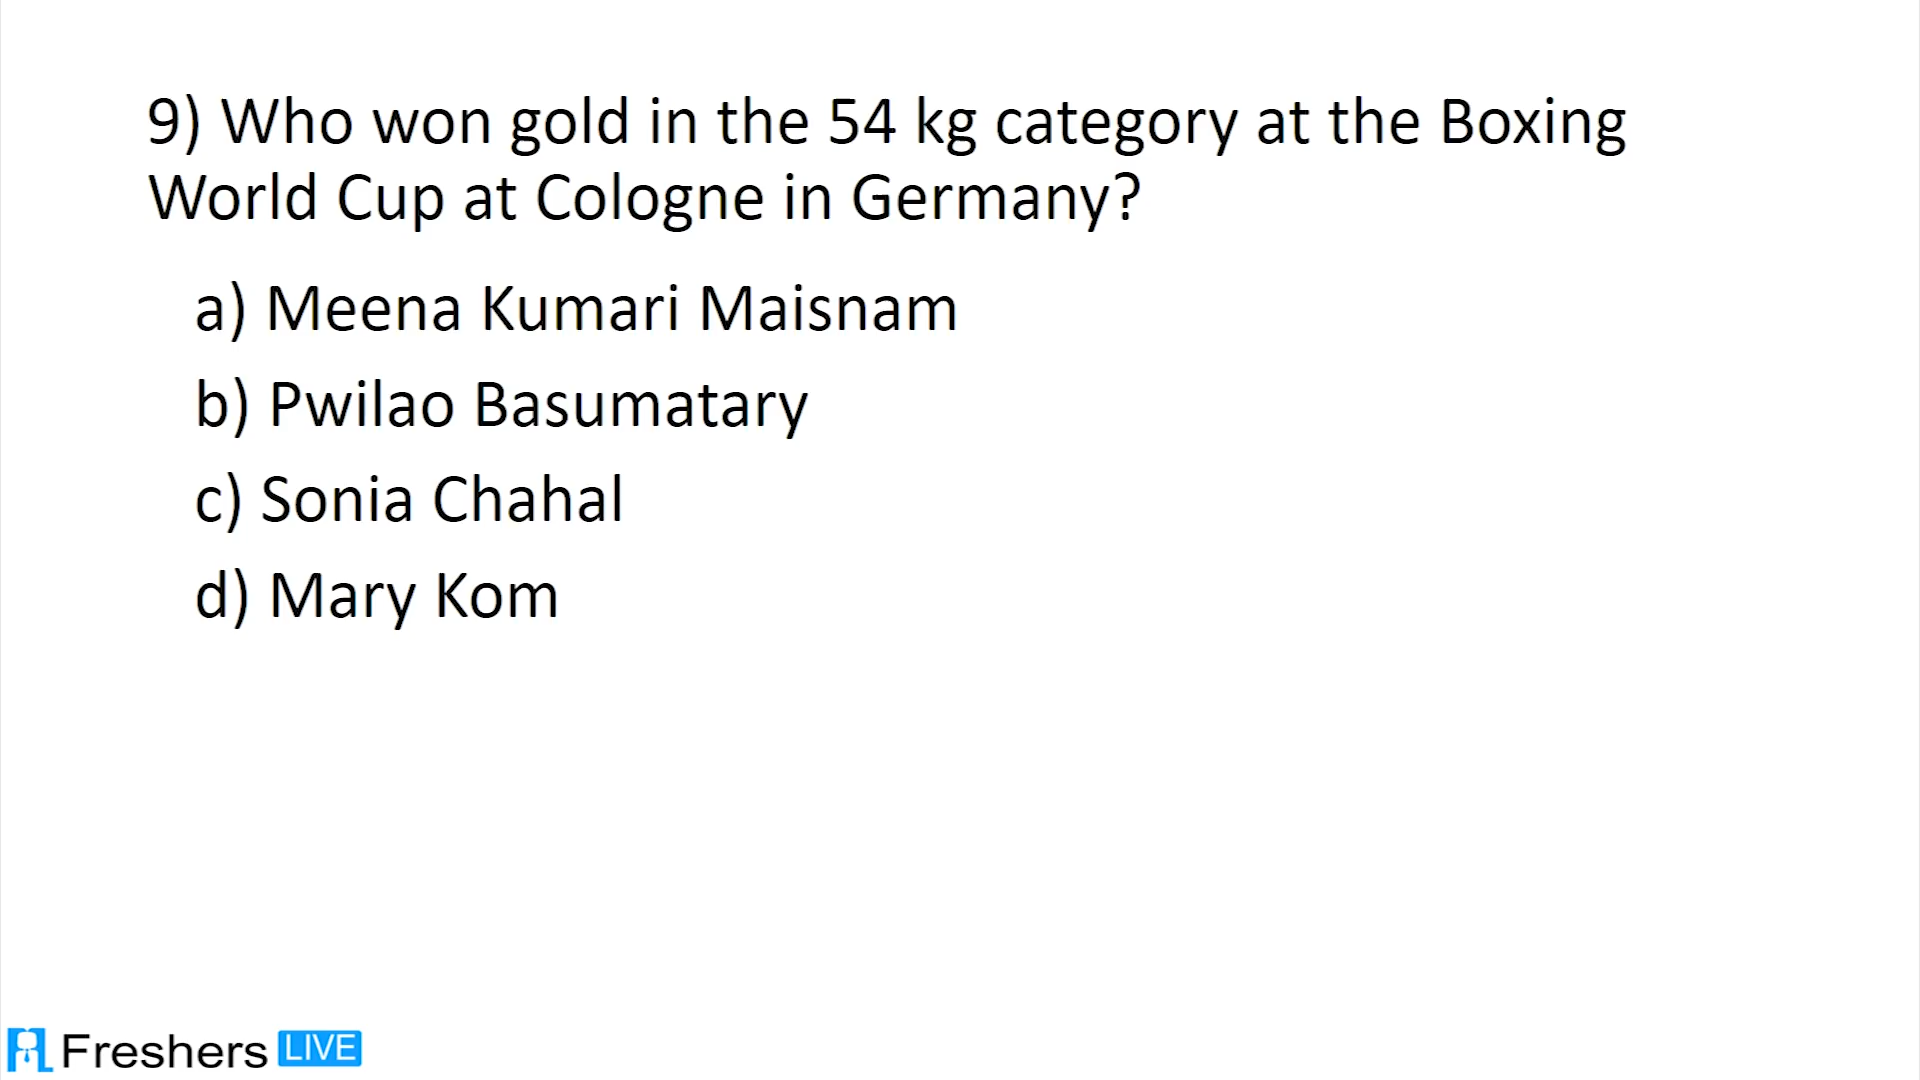 9) Who won gold in the 54 kg category at the Boxing
World Cup at Cologne in Germany?
a) Meena Kumari Maisnam
b) Pwilao Basumatary
c) Sonia Chahal
d) Mary Kom
Freshers LIVE